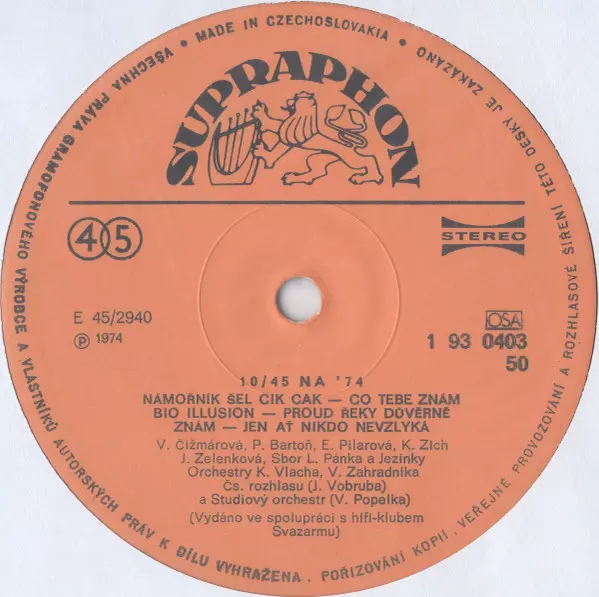 • MADE IN CZECHOSLOVAKIA •
VŠECHNA PRÁVA GRAMOFONOVÉHO VÝROBCE A VLASTNÍKŮ AUTORSKÝCH PRÁV K DÍLU VYHRAŽENA. POŘIZOVÁNÍ KOPIÍ. VEŘEJNÉ PROVOZOVÁNÍ A ROZHLASOVÉ ŠÍŘENÍ TÉTO DESKY JE ZAKÁZÁNO
SUPRAPHON
45
STEREO
E 45/2940
℗ 1974
OSA
1 93 0403
50
10/45 NA '74
NÁMOŘNÍK ŠEL ČIK CAK — CO TEBE ZNÁM
BIO ILLUSION — PROUD ŘEKY DŮVĚRNĚ
ZNÁM — JEN AŤ NIKDO NEVZLYKÁ
V. Čižmárová, P. Bartoň, E. Pilarová, K. Zich
J. Zelenková, Sbor L. Pánka a Jezinky
Orchestry K. Vlacha, V. Zahradníka
Čs. rozhlasu (J. Vobruba)
a Studiový orchestr (V. Popelka)
(Vydáno ve spolupráci s hifi-klubem
Svazarmu)